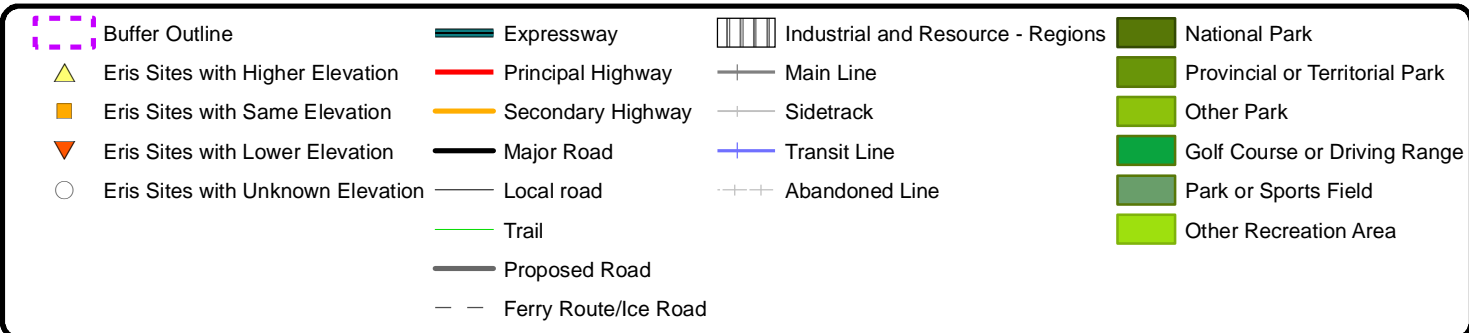 Buffer Outline
Eris Sites with Higher Elevation
Eris Sites with Same Elevation
Eris Sites with Lower Elevation
Eris Sites with Unknown Elevation
Expressway
Principal Highway
Secondary Highway
Major Road
Local road
Trail
Proposed Road
Ferry Route/Ice Road
Industrial and Resource - Regions
Main Line
Sidetrack
Transit Line
Abandoned Line
National Park
Provincial or Territorial Park
Other Park
Golf Course or Driving Range
Park or Sports Field
Other Recreation Area